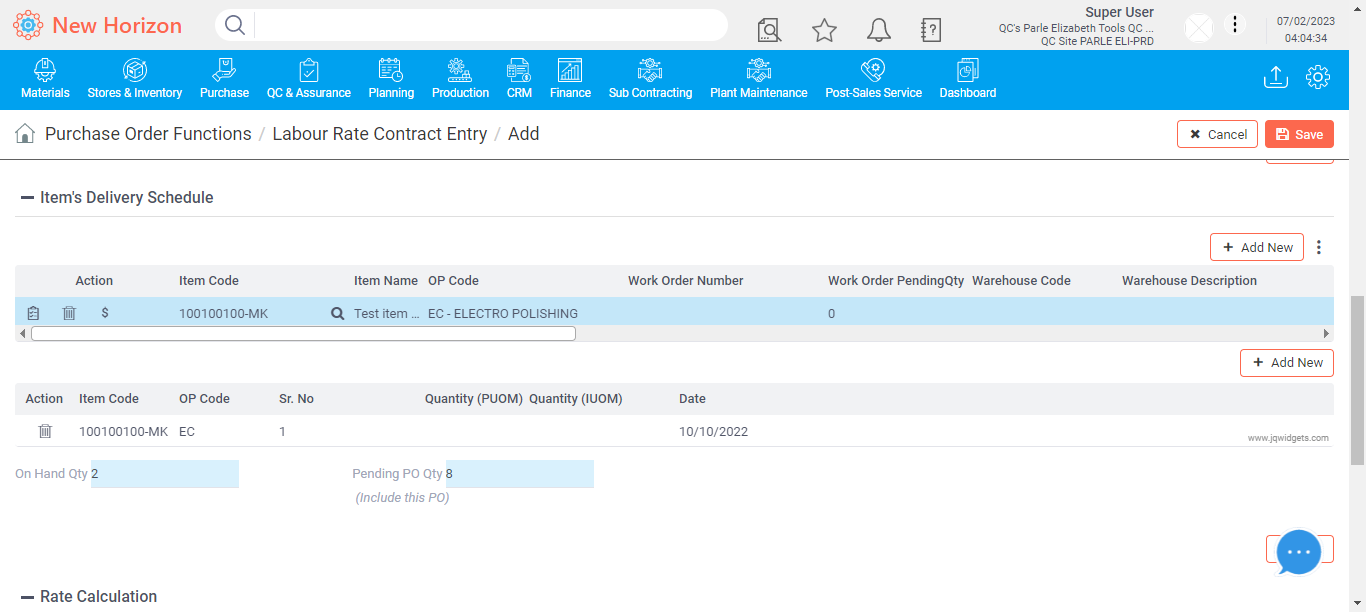 New Horizon
Super User
QC's Parle Elizabeth Tools QC ...
QC Site PARLE ELI-PRD
07/02/2023
04:04:34
Materials Stores & Inventory Purchase QC & Assurance Planning Production CRM Finance Sub Contracting Plant Maintenance Post-Sales Service Dashboard
Purchase Order Functions / Labour Rate Contract Entry / Add
Cancel Save
Item's Delivery Schedule
+ Add New
Action Item Code Item Name OP Code Work Order Number Work Order PendingQty Warehouse Code Warehouse Description
$ 100100100-MK Test item ... EC - ELECTRO POLISHING 0
+ Add New
Action Item Code OP Code Sr. No Quantity (PUOM) Quantity (IUOM) Date
100100100-MK EC 1 10/10/2022
www.jqwidgets.com
On Hand Qty 2 Pending PO Qty 8
(Include this PO)
Rate Calculation